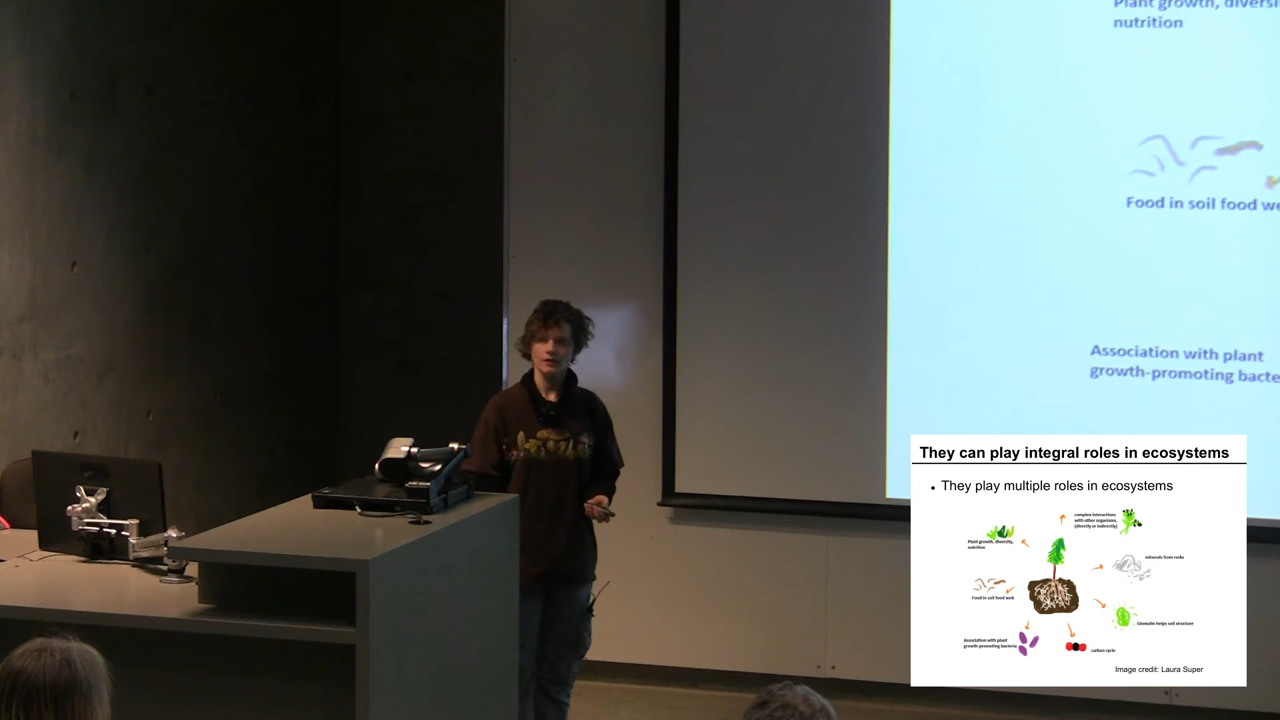 Plant growth, diversi
nutrition
Food in soil food we
Association with plant
growth-promoting bacte
They can play integral roles in ecosystems
• They play multiple roles in ecosystems
complex interactions
with other organisms,
(directly or indirectly)
Plant growth, diversity,
nutrition
minerals from rocks
Food in soil food web
Glomalin helps soil structure
Association with plant
growth-promoting bacteria
carbon cycle
Image credit: Laura Super